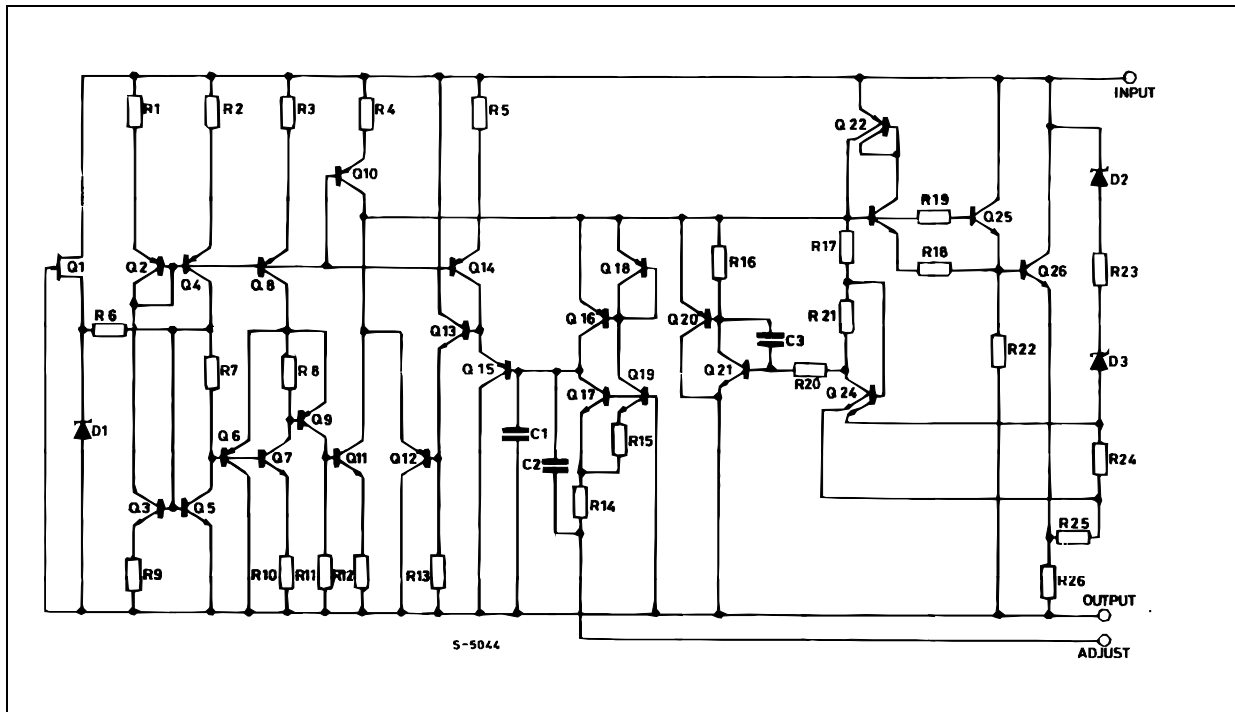 INPUT
R1 R2 R3 R4 R5
Q22
D2
Q10
R19
Q25
R17
R18
Q1 Q2 Q4 Q8 Q14 Q18 R16 Q26 R23
R6 Q13 Q16 Q20 C3 R21
R22
R7 R8 Q15 Q21 R20 D3
Q19
Q17 Q24
Q9
D1 Q6 C1 R15
Q7 Q11 Q12 C2 R24
Q3 Q5 R14
R25
R9 R10 R11 R12 R13 R26
OUTPUT
S-5044
ADJUST